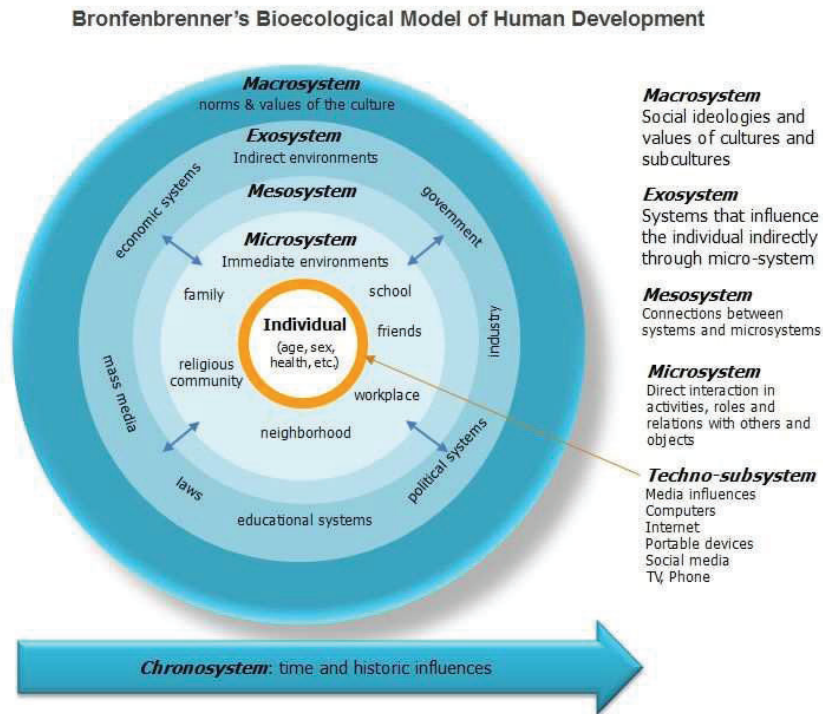 Bronfenbrenner's Bioecological Model of Human Development
Macrosystem
norms & values of the culture
Exosystem
Indirect environments
Mesosystem
Microsystem
Immediate environments
economic systems
government
family
school
Individual
(age, sex,
health, etc.)
friends
industry
mass media
religious
community
workplace
neighborhood
laws
political systems
educational systems
Macrosystem
Social ideologies and
values of cultures and
subcultures
Exosystem
Systems that influence
the individual indirectly
through micro-system
Mesosystem
Connections between
systems and microsystems
Microsystem
Direct interaction in
activities, roles and
relations with others and
objects
Techno-subsystem
Media influences
Computers
Internet
Portable devices
Social media
TV, Phone
Chronosystem: time and historic influences